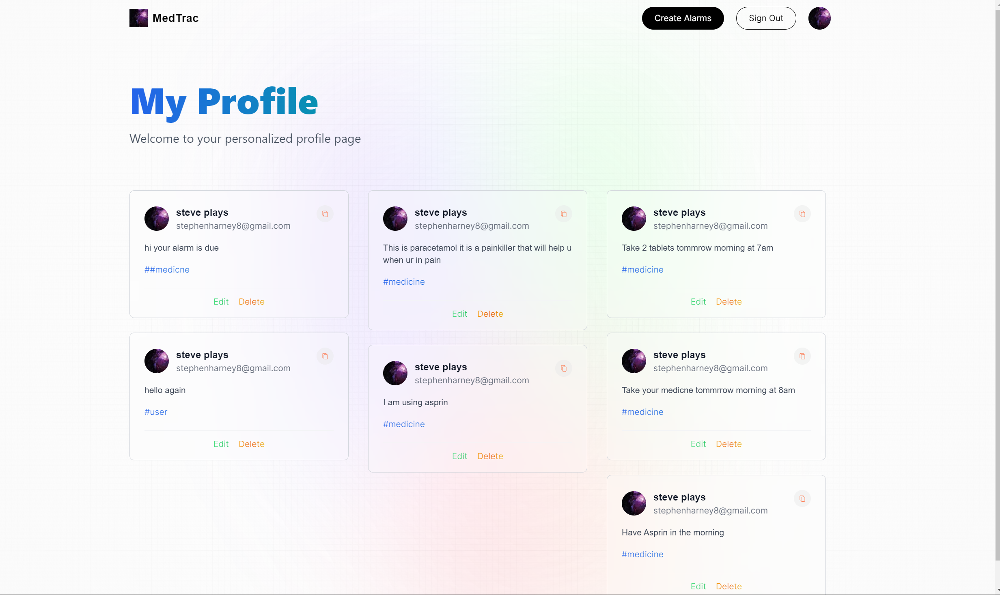 MedTrac
Create Alarms
Sign Out
My Profile
Welcome to your personalized profile page
steve plays
stephenharney8@gmail.com
hi your alarm is due
##medicne
Edit Delete
steve plays
stephenharney8@gmail.com
hello again
#user
Edit Delete
steve plays
stephenharney8@gmail.com
This is paracetamol it is a painkiller that will help u
when ur in pain
#medicine
Edit Delete
steve plays
stephenharney8@gmail.com
I am using asprin
#medicine
Edit Delete
steve plays
stephenharney8@gmail.com
Take 2 tablets tommrow morning at 7am
#medicine
Edit Delete
steve plays
stephenharney8@gmail.com
Take your medicne tommrrow morning at 8am
#medicine
Edit Delete
steve plays
stephenharney8@gmail.com
Have Asprin in the morning
#medicine
Edit Delete